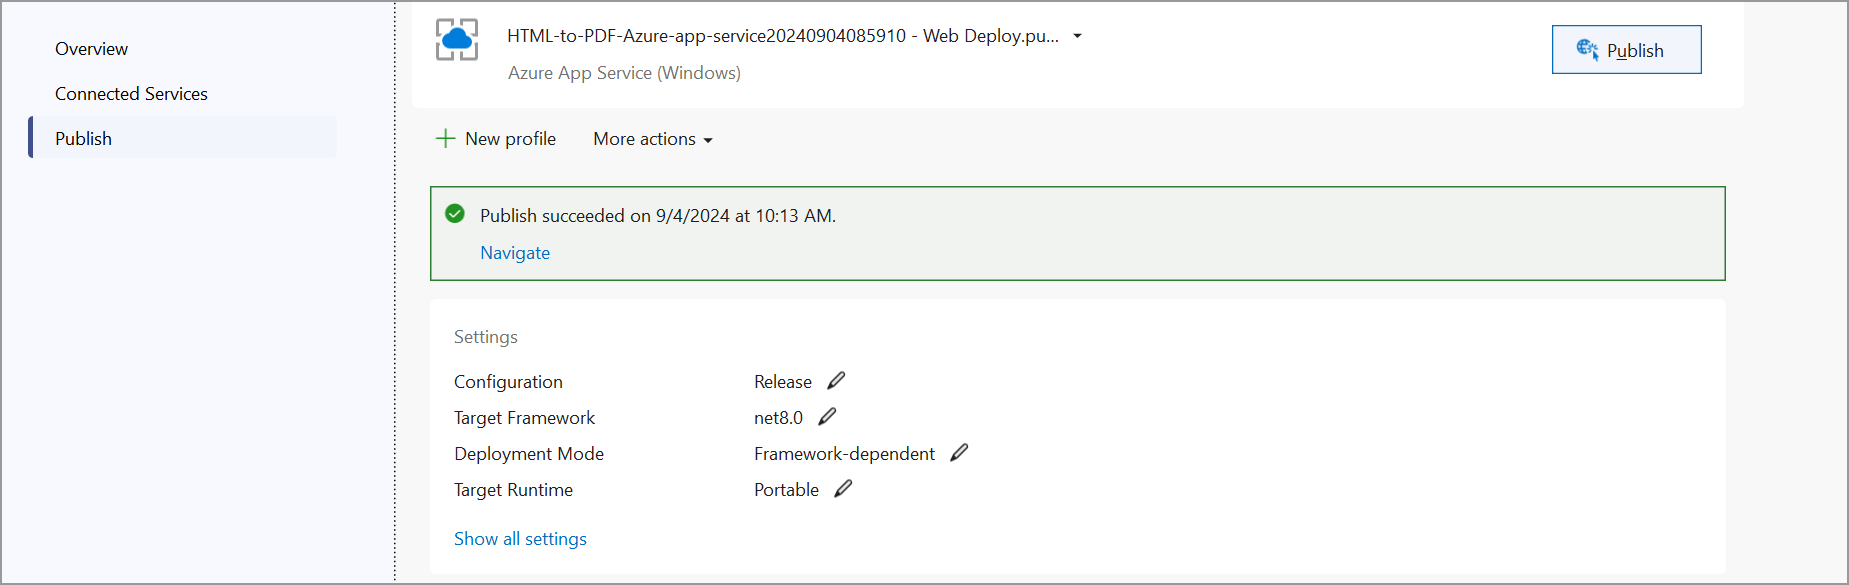 Overview
Connected Services
Publish
HTML-to-PDF-Azure-app-service20240904085910 - Web Deploy.pu...
Azure App Service (Windows)
Publish
New profile
More actions
Publish succeeded on 9/4/2024 at 10:13 AM.
Navigate
Settings
Configuration Release
Target Framework net8.0
Deployment Mode Framework-dependent
Target Runtime Portable
Show all settings